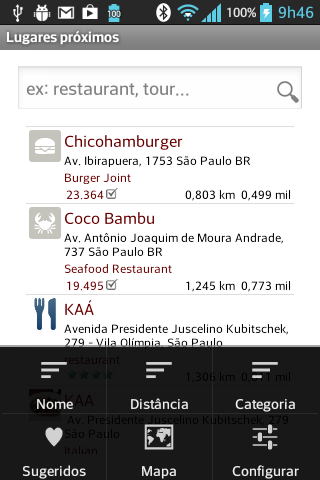 100% 9h46
100
Lugares próximos
ex: restaurant, tour...
Chicohamburger
Av. Ibirapuera, 1753 São Paulo BR
Burger Joint
23.364 0,803 km 0,499 mil
Coco Bambu
Av. Antônio Joaquim de Moura Andrade,
737 São Paulo BR
Seafood Restaurant
19.495 1,245 km 0,773 mil
KAÁ
Avenida Presidente Juscelino Kubitschek,
279 - Vila Olímpia, São Paulo
restaurant
1,306 km 0,811 mil
KAA
Nome Distância Categoria
Av. Presidente Juscelino Kubitschek, 279
São Paulo BR
Italian
Sugeridos Mapa Configurar